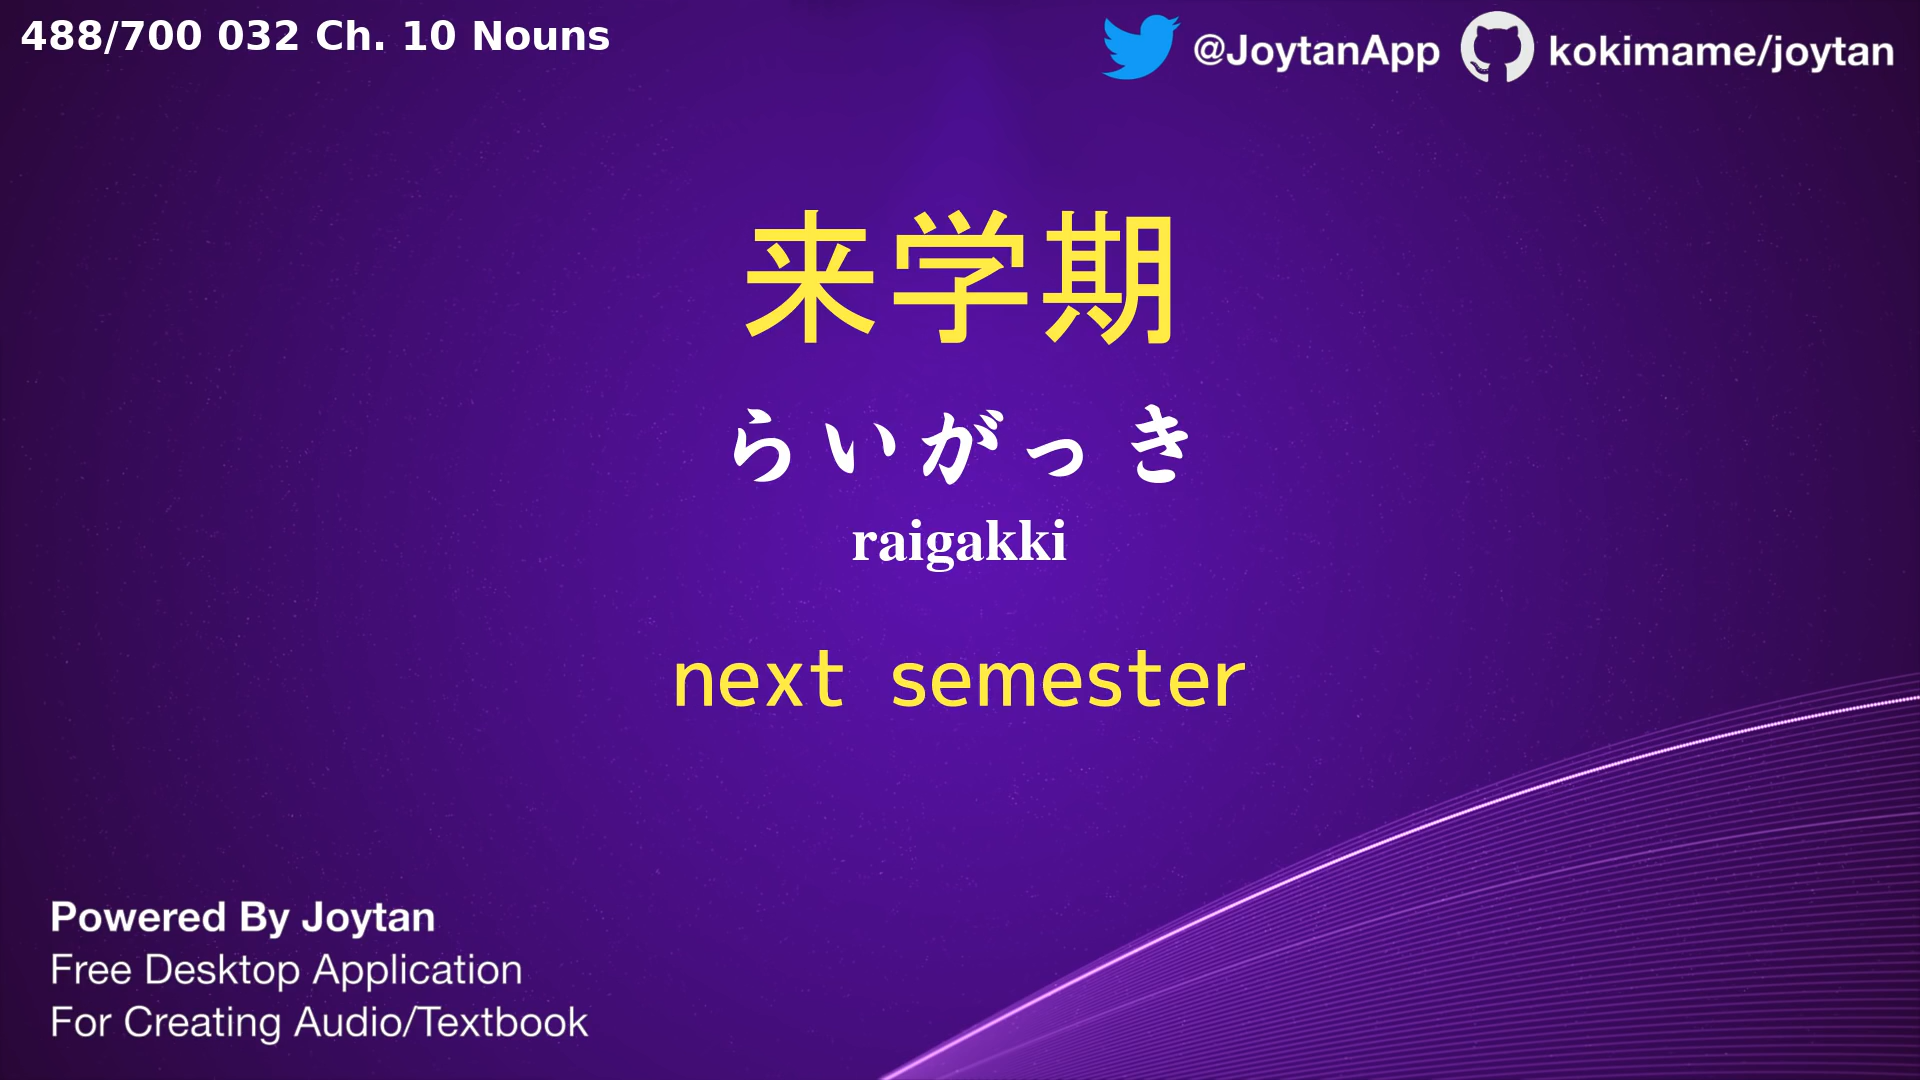 488/700 032 Ch. 10 Nouns
@JoytanApp kokimame/joytan
来学期
らいがっき
raigakki
next semester
Powered By Joytan
Free Desktop Application
For Creating Audio/Textbook